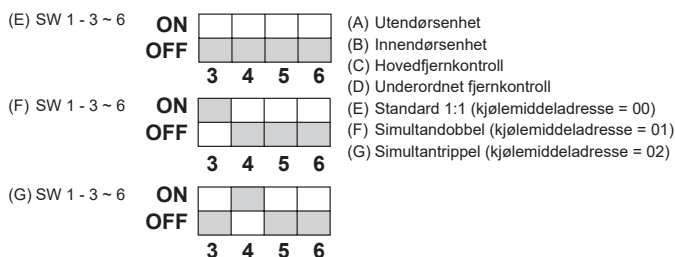 (E) SW 1 - 3 ~ 6
ON
OFF
3 4 5 6
(F) SW 1 - 3 ~ 6
ON
OFF
3 4 5 6
(G) SW 1 - 3 ~ 6
ON
OFF
3 4 5 6
(A) Utendørsenhet
(B) Innendørsenhet
(C) Hovedfjernkontroll
(D) Underordnet fjernkontroll
(E) Standard 1:1 (kjølemiddeladresse = 00)
(F) Simultandobbel (kjølemiddeladresse = 01)
(G) Simultantrippel (kjølemiddeladresse = 02)